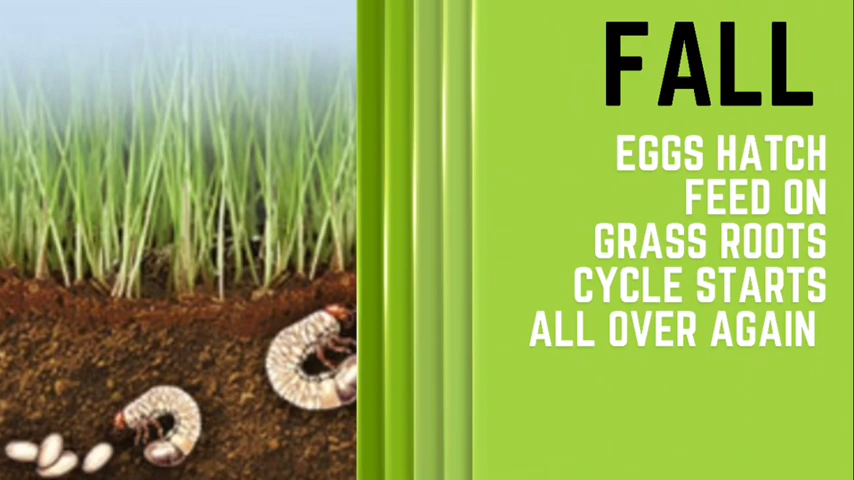 FALL
EGGS HATCH
FEED ON
GRASS ROOTS
CYCLE STARTS
ALL OVER AGAIN